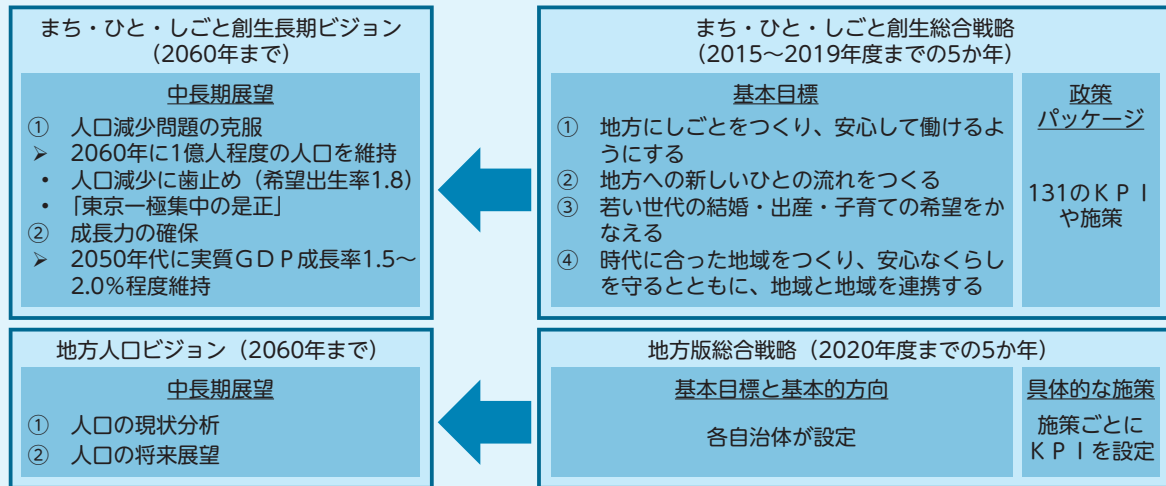 まち・ひと・しごと創生長期ビジョン
（2060年まで）
中長期展望
① 人口減少問題の克服
➢ 2060年に1億人程度の人口を維持
・ 人口減少に歯止め（希望出生率1.8）
・ 「東京一極集中の是正」
② 成長力の確保
➢ 2050年代に実質ＧＤＰ成長率1.5～
2.0％程度維持
まち・ひと・しごと創生総合戦略
（2015～2019年度までの5か年）
基本目標
① 地方にしごとをつくり、安心して働けるよ
うにする
② 地方への新しいひとの流れをつくる
③ 若い世代の結婚・出産・子育ての希望をか
なえる
④ 時代に合った地域をつくり、安心なくらし
を守るとともに、地域と地域を連携する
政策
パッケージ
131のＫＰＩ
や施策
地方人口ビジョン（2060年まで）
中長期展望
① 人口の現状分析
② 人口の将来展望
地方版総合戦略（2020年度までの5か年）
基本目標と基本的方向
各自治体が設定
具体的な施策
施策ごとに
ＫＰＩを設定